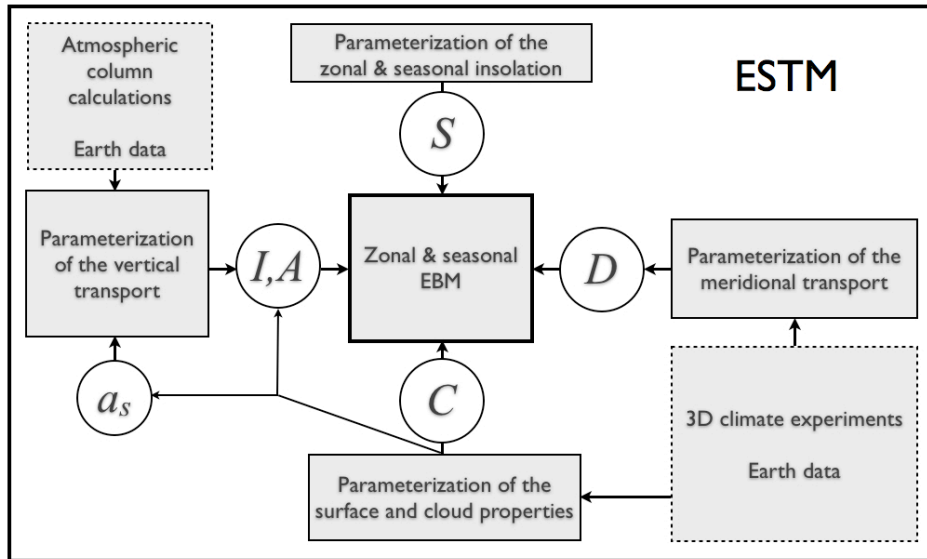 Atmospheric
column
calculations
Earth data
Parameterization of the
zonal & seasonal insolation
ESTM
S
Parameterization
of the vertical
transport
I,A
Zonal & seasonal
EBM
D
Parameterization of the
meridional transport
a_s
C
3D climate experiments
Earth data
Parameterization of the
surface and cloud properties